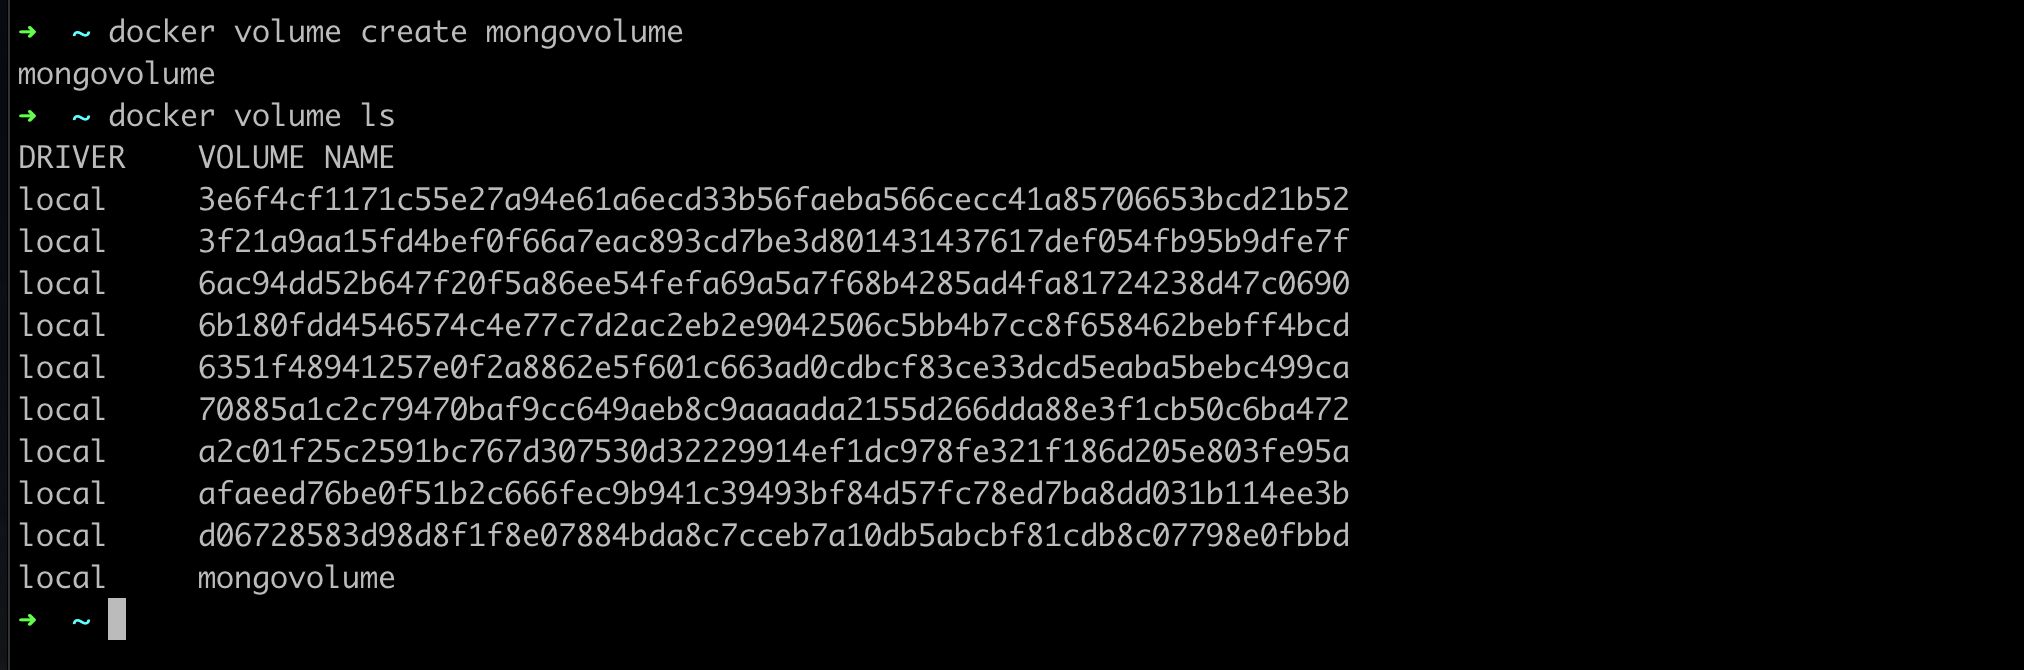 ➜  ~ docker volume create mongovolume
mongovolume
➜  ~ docker volume ls
DRIVER    VOLUME NAME
local     3e6f4cf1171c55e27a94e61a6ecd33b56faeba566cecc41a85706653bcd21b52
local     3f21a9aa15fd4bef0f66a7eac893cd7be3d801431437617def054fb95b9dfe7f
local     6ac94dd52b647f20f5a86ee54fefa69a5a7f68b4285ad4fa81724238d47c0690
local     6b180fdd4546574c4e77c7d2ac2eb2e9042506c5bb4b7cc8f658462bebff4bcd
local     6351f48941257e0f2a8862e5f601c663ad0cdbcf83ce33dcd5eaba5bebc499ca
local     70885a1c2c79470baf9cc649aeb8c9aaaada2155d266dda88e3f1cb50c6ba472
local     a2c01f25c2591bc767d307530d32229914ef1dc978fe321f186d205e803fe95a
local     afaeed76be0f51b2c666fec9b941c39493bf84d57fc78ed7ba8dd031b114ee3b
local     d06728583d98d8f1f8e07884bda8c7cceb7a10db5abcbf81cdb8c07798e0fbbd
local     mongovolume
➜  ~